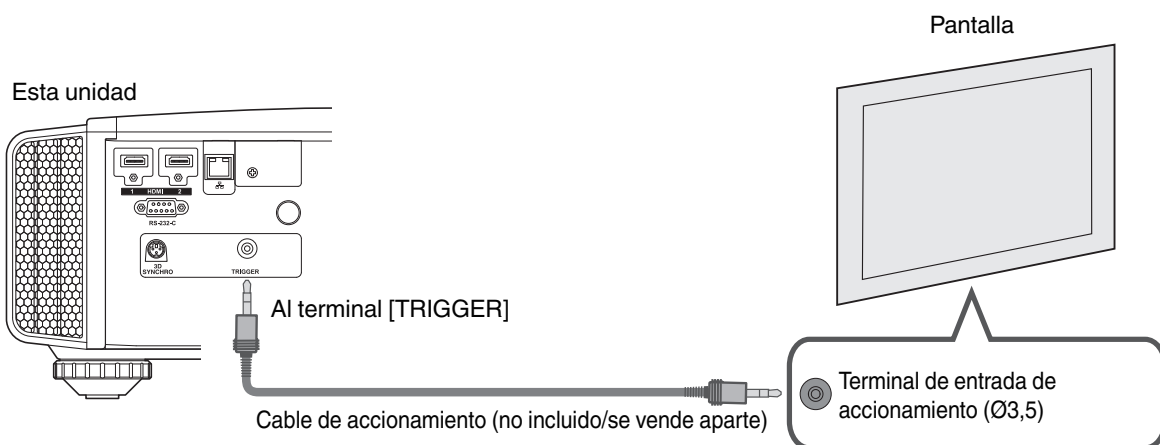 Pantalla
Esta unidad
1 HDMI 2
RS-232-C
3D
SYNCHRO
TRIGGER
Al terminal [TRIGGER]
Cable de accionamiento (no incluido/se vende aparte)
Terminal de entrada de
accionamiento (Ø3,5)